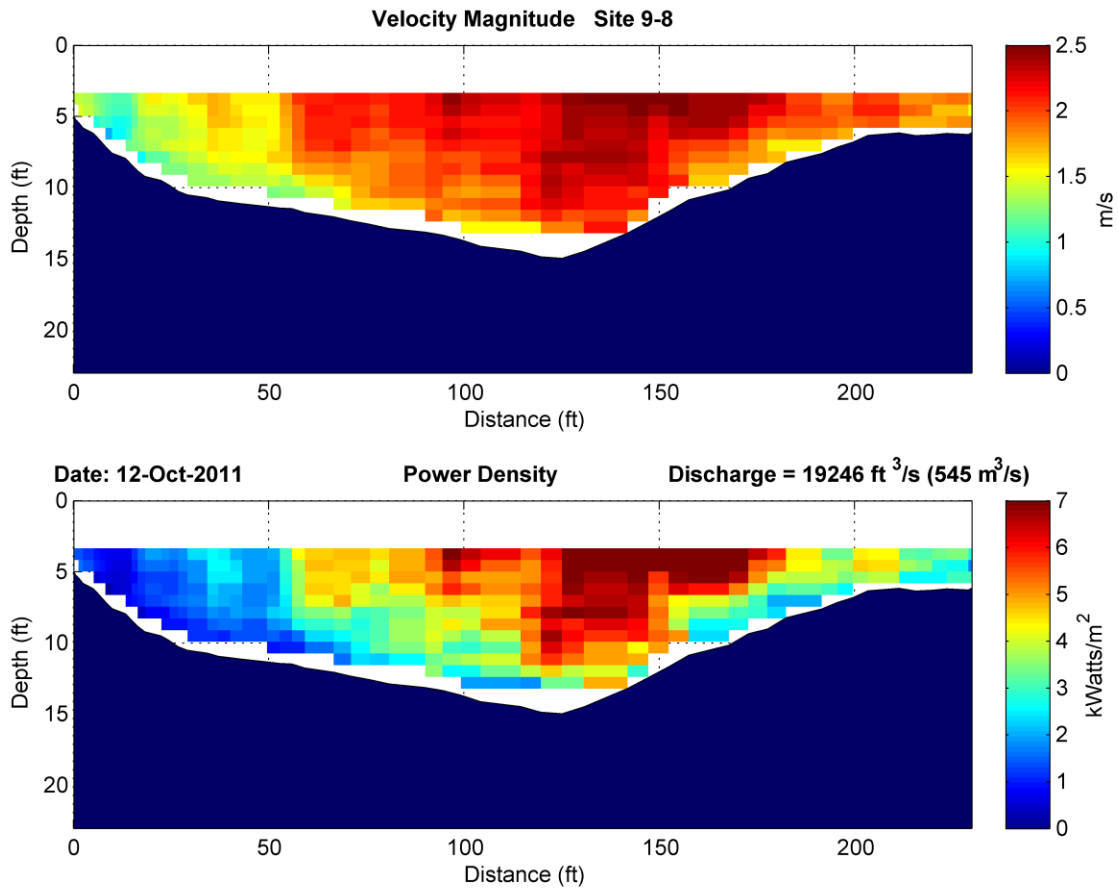 Velocity Magnitude Site 9-8
0
5
10
15
20
Depth (ft)
0 50 100 150 200
Distance (ft)
2.5
2
1.5
1
0.5
0
m/s
Date: 12-Oct-2011 Power Density Discharge = 19246 ft ³/s (545 m³/s)
0
5
10
15
20
Depth (ft)
0 50 100 150 200
Distance (ft)
7
6
5
4
3
2
1
0
kWatts/m²